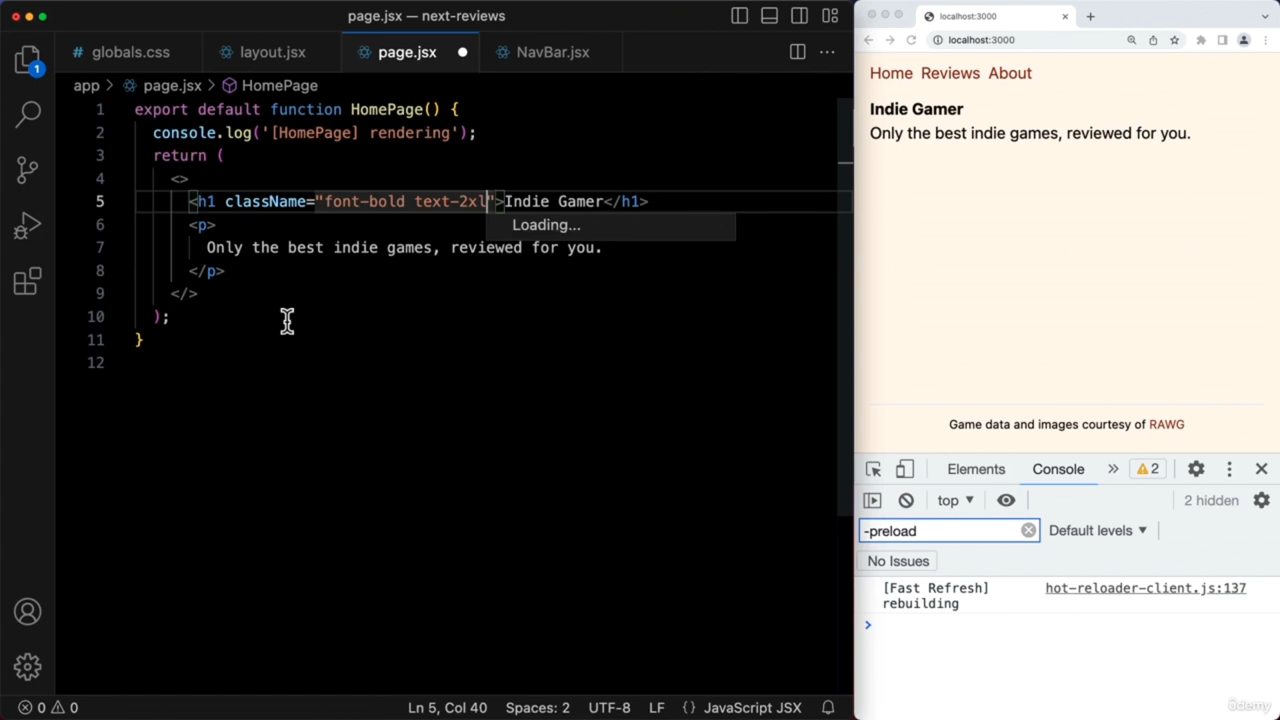 page.jsx — next-reviews
globals.css
layout.jsx
page.jsx
NavBar.jsx
1
app > page.jsx > HomePage
1 export default function HomePage() {
2 console.log('[HomePage] rendering');
3 return (
4 <>
5 <h1 className="font-bold text-2xl">Indie Gamer</h1>
Loading...
6 <p>
7 Only the best indie games, reviewed for you.
8 </p>
9 </>
10 );
11 }
12
0 0
Ln 5, Col 40
Spaces: 2
UTF-8
LF
{} JavaScript JSX
localhost:3000
localhost:3000
Home Reviews About
Indie Gamer
Only the best indie games, reviewed for you.
Game data and images courtesy of RAWG
Elements
Console
2
top
2 hidden
-preload
Default levels
No Issues
[Fast Refresh] hot-reloader-client.js:137
rebuilding
ûdemy